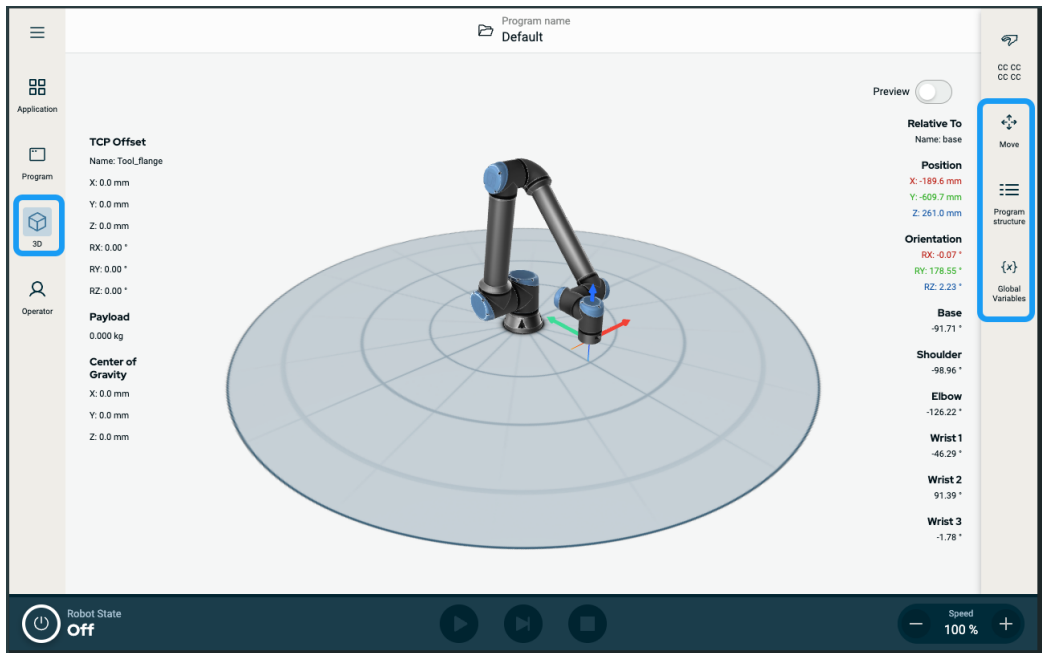 Program name
Default
Application
Program
3D
Operator
TCP Offset
Name: Tool_flange
X: 0.0 mm
Y: 0.0 mm
Z: 0.0 mm
RX: 0.00 °
RY: 0.00 °
RZ: 0.00 °
Payload
0.000 kg
Center of
Gravity
X: 0.0 mm
Y: 0.0 mm
Z: 0.0 mm
Preview
Relative To
Name: base
Position
X: -189.6 mm
Y: -609.7 mm
Z: 261.0 mm
Orientation
RX: -0.07 °
RY: 178.55 °
RZ: 2.23 °
Base
-91.71 °
Shoulder
-98.96 °
Elbow
-126.22 °
Wrist 1
-46.29 °
Wrist 2
91.39 °
Wrist 3
-1.78 °
CC CC
CC CC
Move
Program
structure
{x}
Global
Variables
Robot State
Off
Speed
100 %